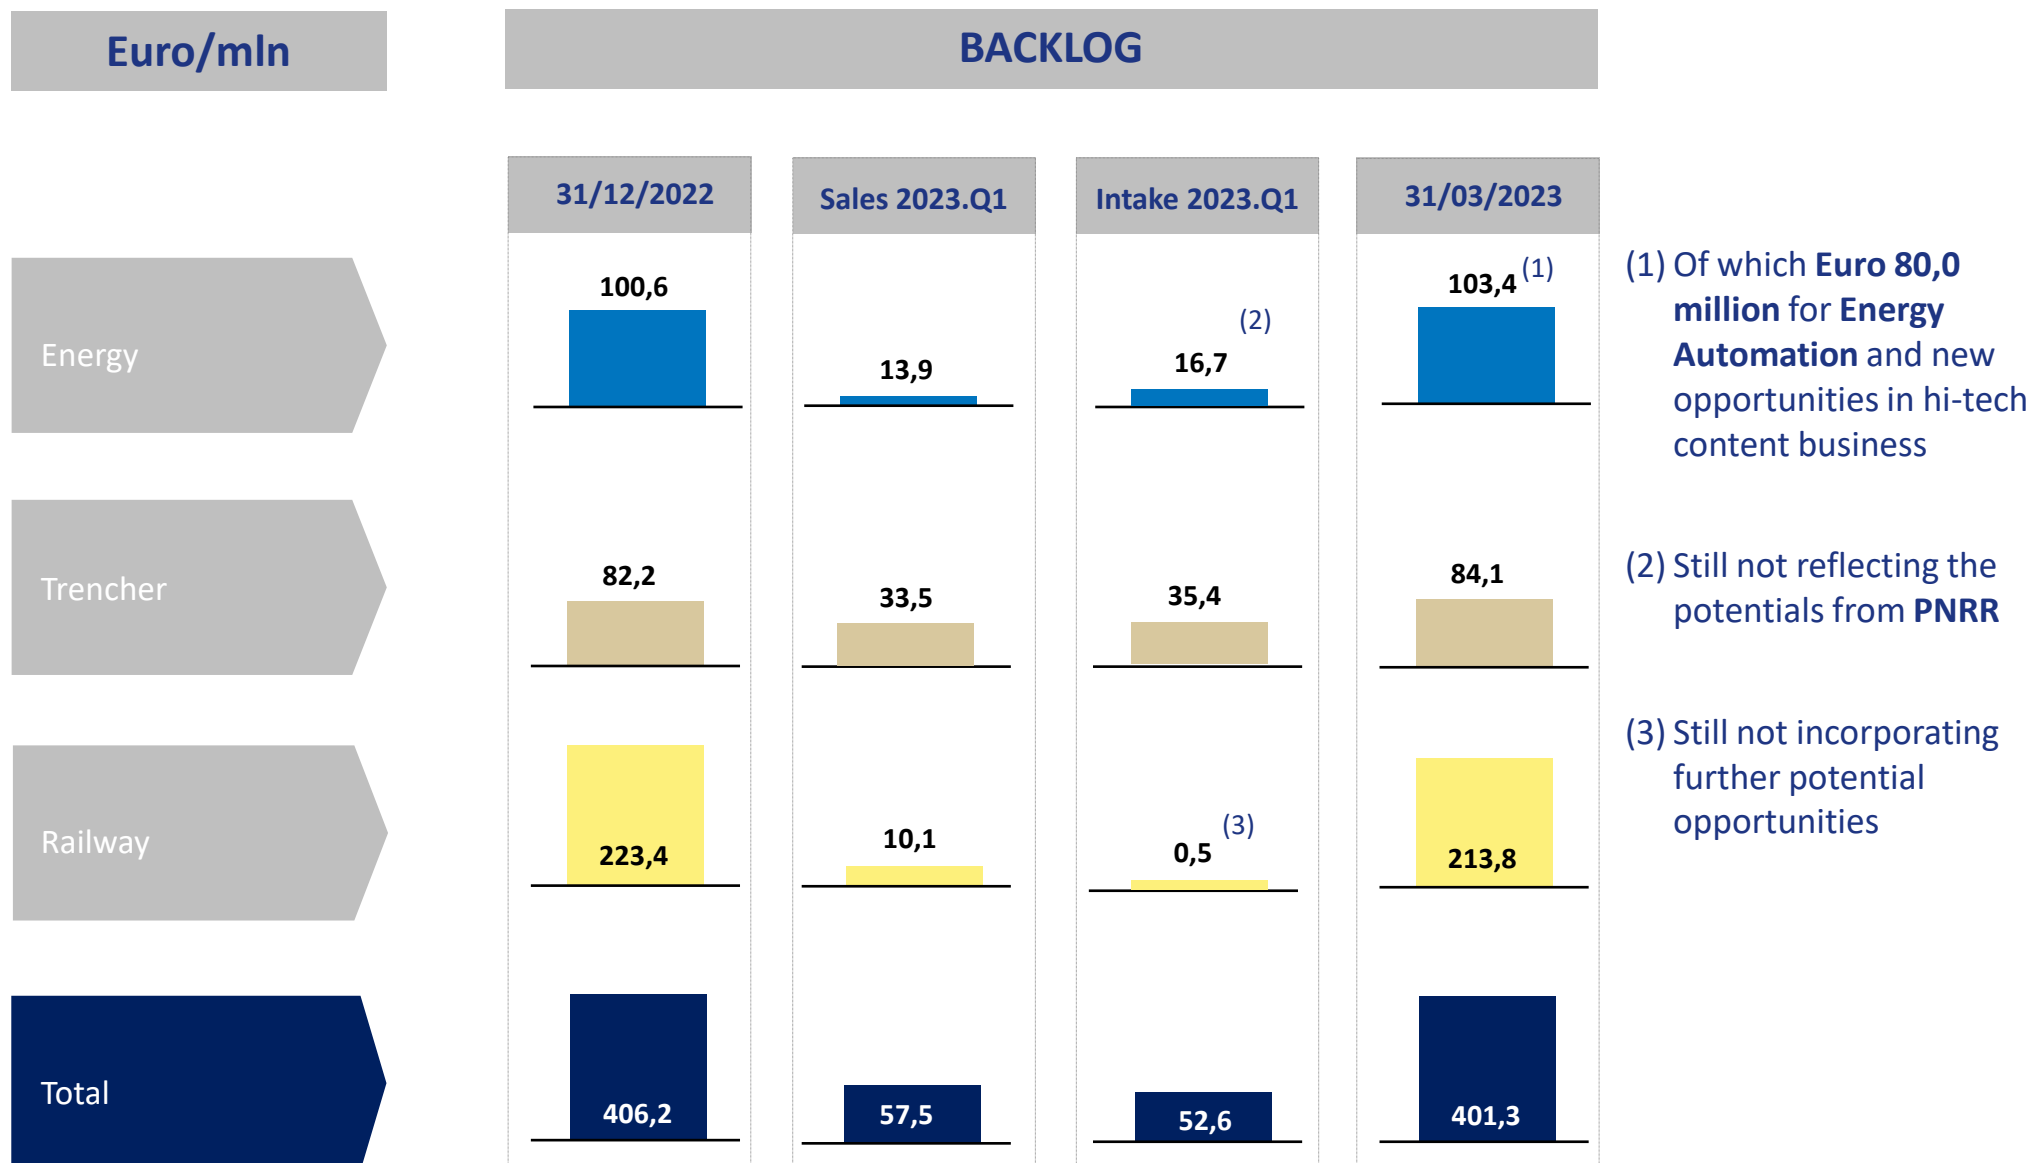 Euro/mln
BACKLOG
31/12/2022
Sales 2023.Q1
Intake 2023.Q1
31/03/2023
Energy
100,6
13,9
16,7
(2)
103,4
(1)
Trencher
82,2
33,5
35,4
84,1
Railway
223,4
10,1
0,5
(3)
213,8
Total
406,2
57,5
52,6
401,3
(1) Of which Euro 80,0
million for Energy
Automation and new
opportunities in hi-tech
content business
(2) Still not reflecting the
potentials from PNRR
(3) Still not incorporating
further potential
opportunities